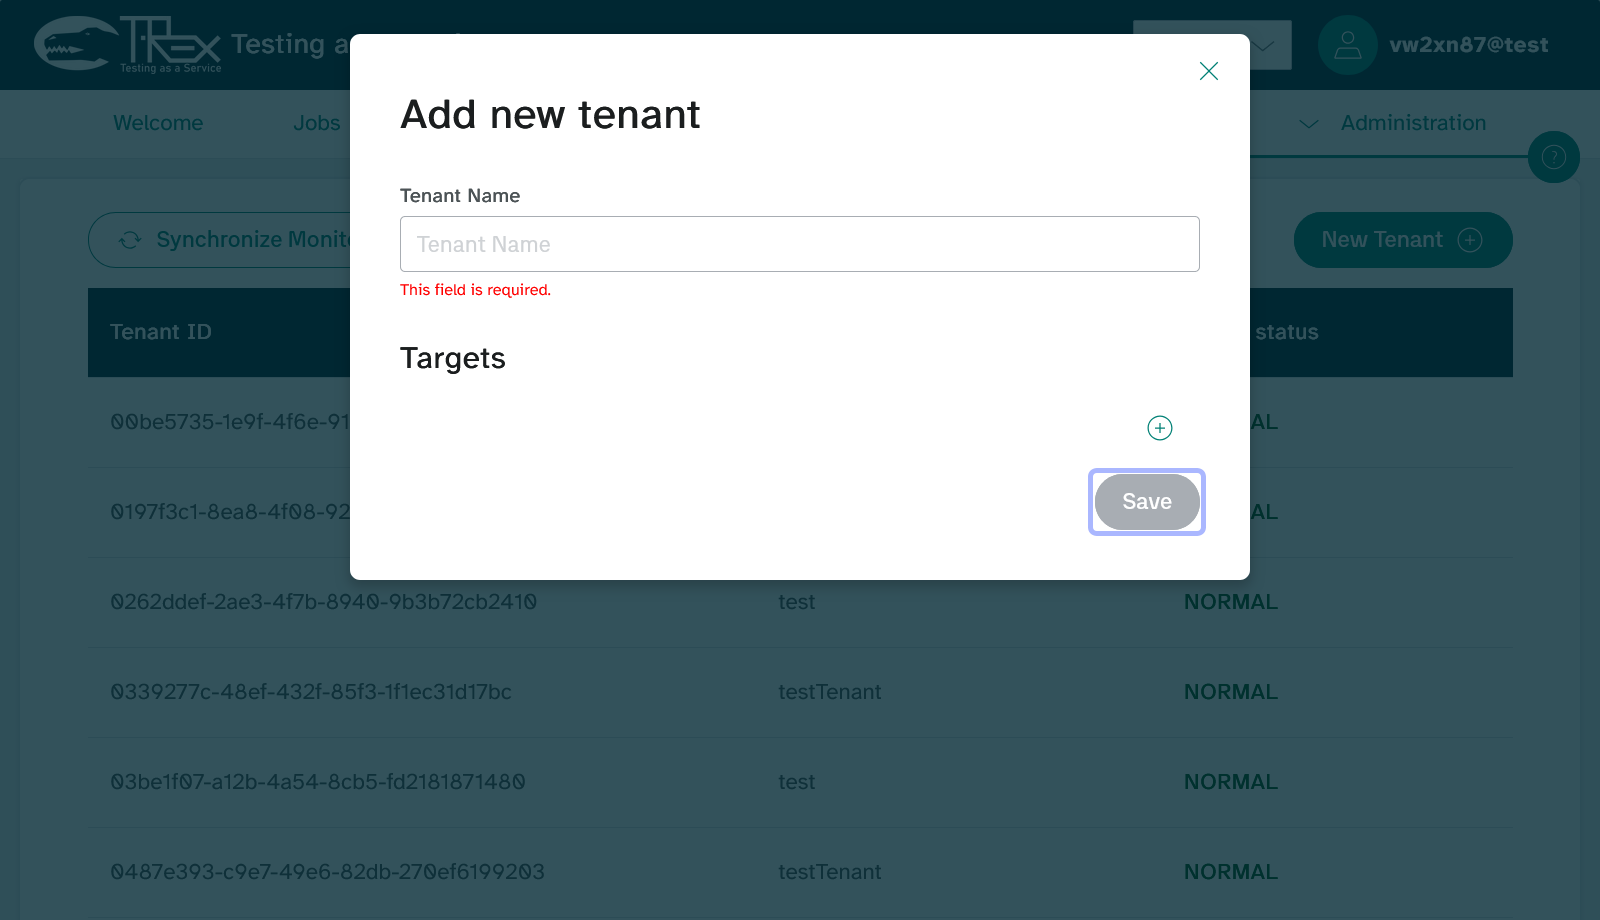 T-Rex
Testing as a Service
Testing a
vw2xn87@test
Welcome
Jobs
Administration
Add new tenant
Tenant Name
Tenant Name
This field is required.
Targets
Save
Synchronize
New Tenant
Tenant ID
status
00be5735-1e9f-4f6e-91
0197f3c1-8ea8-4f08-92
0262ddef-2ae3-4f7b-8940-9b3b72cb2410 test NORMAL
0339277c-48ef-432f-85f3-1f1ec31d17bc testTenant NORMAL
03be1f07-a12b-4a54-8cb5-fd2181871480 test NORMAL
0487e393-c9e7-49e6-82db-270ef6199203 testTenant NORMAL